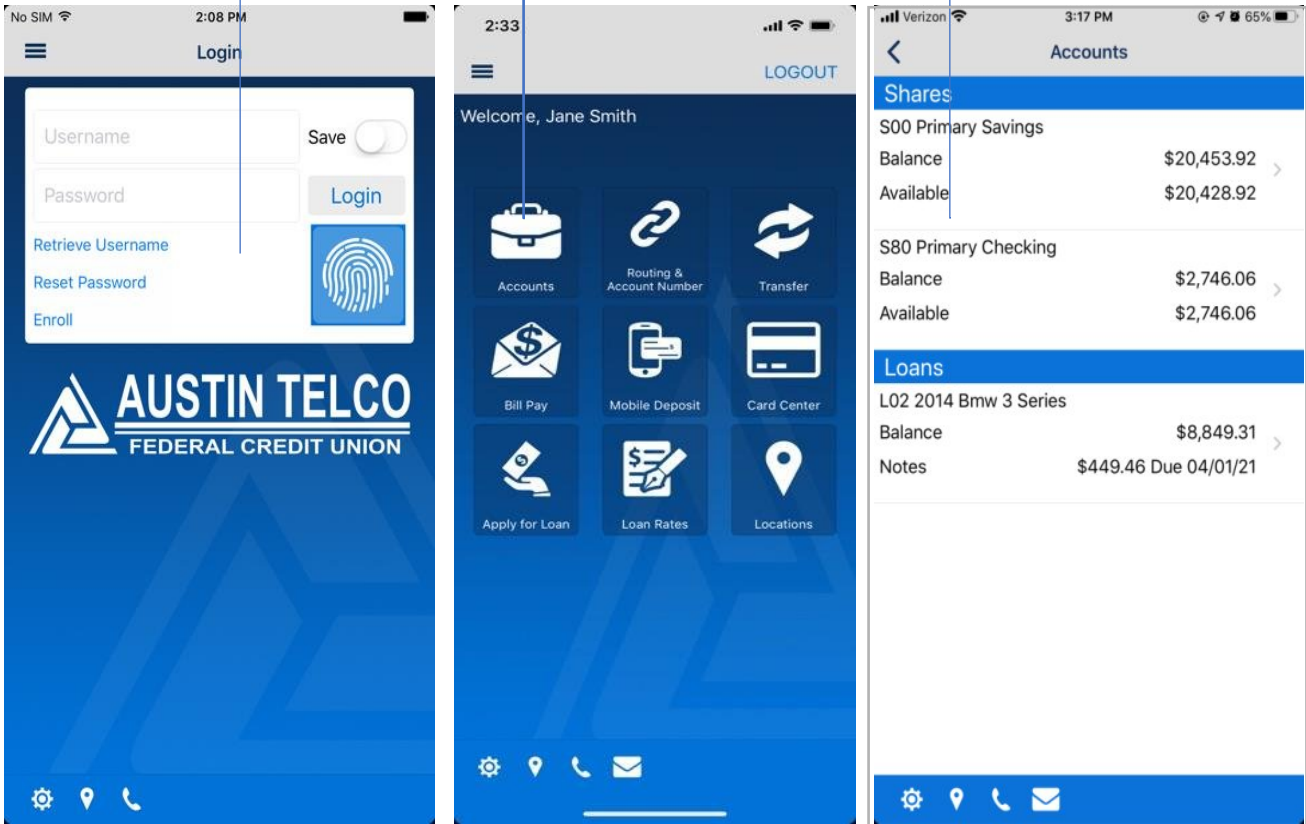 No SIM 2:08 PM
Login
Username
Save
Password
Login
Retrieve Username
Reset Password
Enroll
AUSTIN TELCO
FEDERAL CREDIT UNION
2:33
LOGOUT
Welcome, Jane Smith
Accounts
Routing &
Account Number
Transfer
Bill Pay
Mobile Deposit
Card Center
Apply for Loan
Loan Rates
Locations
Verizon 3:17 PM 65%
Accounts
Shares
S00 Primary Savings
Balance $20,453.92
Available $20,428.92
S80 Primary Checking
Balance $2,746.06
Available $2,746.06
Loans
L02 2014 Bmw 3 Series
Balance $8,849.31
Notes $449.46 Due 04/01/21